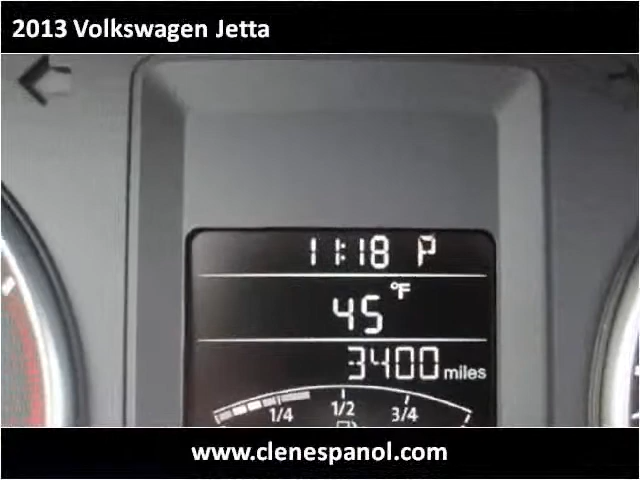 2013 Volkswagen Jetta
11:18 P
45 °F
3400 miles
1/4 1/2 3/4
www.clenespanol.com